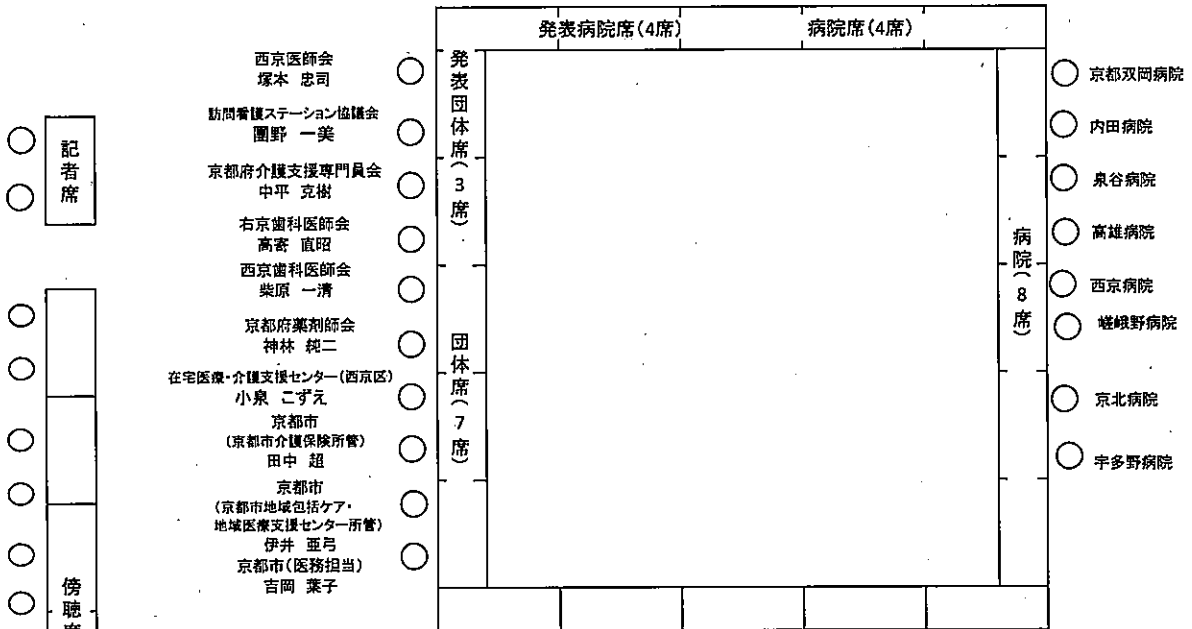 発表病院席(4席)
病院席(4席)
西京医師会
塚本 忠司
訪問看護ステーション協議会
團野 一美
京都府介護支援専門員会
中平 克樹
右京歯科医師会
高寄 直昭
西京歯科医師会
柴原 一清
京都府薬剤師会
神林 純二
在宅医療・介護支援センター(西京区)
小泉 こずえ
京都市
(京都市介護保険所管)
田中 超
京都市
(京都市地域包括ケア・
地域医療支援センター所管)
伊井 亜弓
京都市(医務担当)
吉岡 葉子
発表団体席(3席)
団体席(7席)
病院(8席)
京都双岡病院
内田病院
泉谷病院
高雄病院
西京病院
嵯峨野病院
京北病院
宇多野病院
記者席
傍聴席